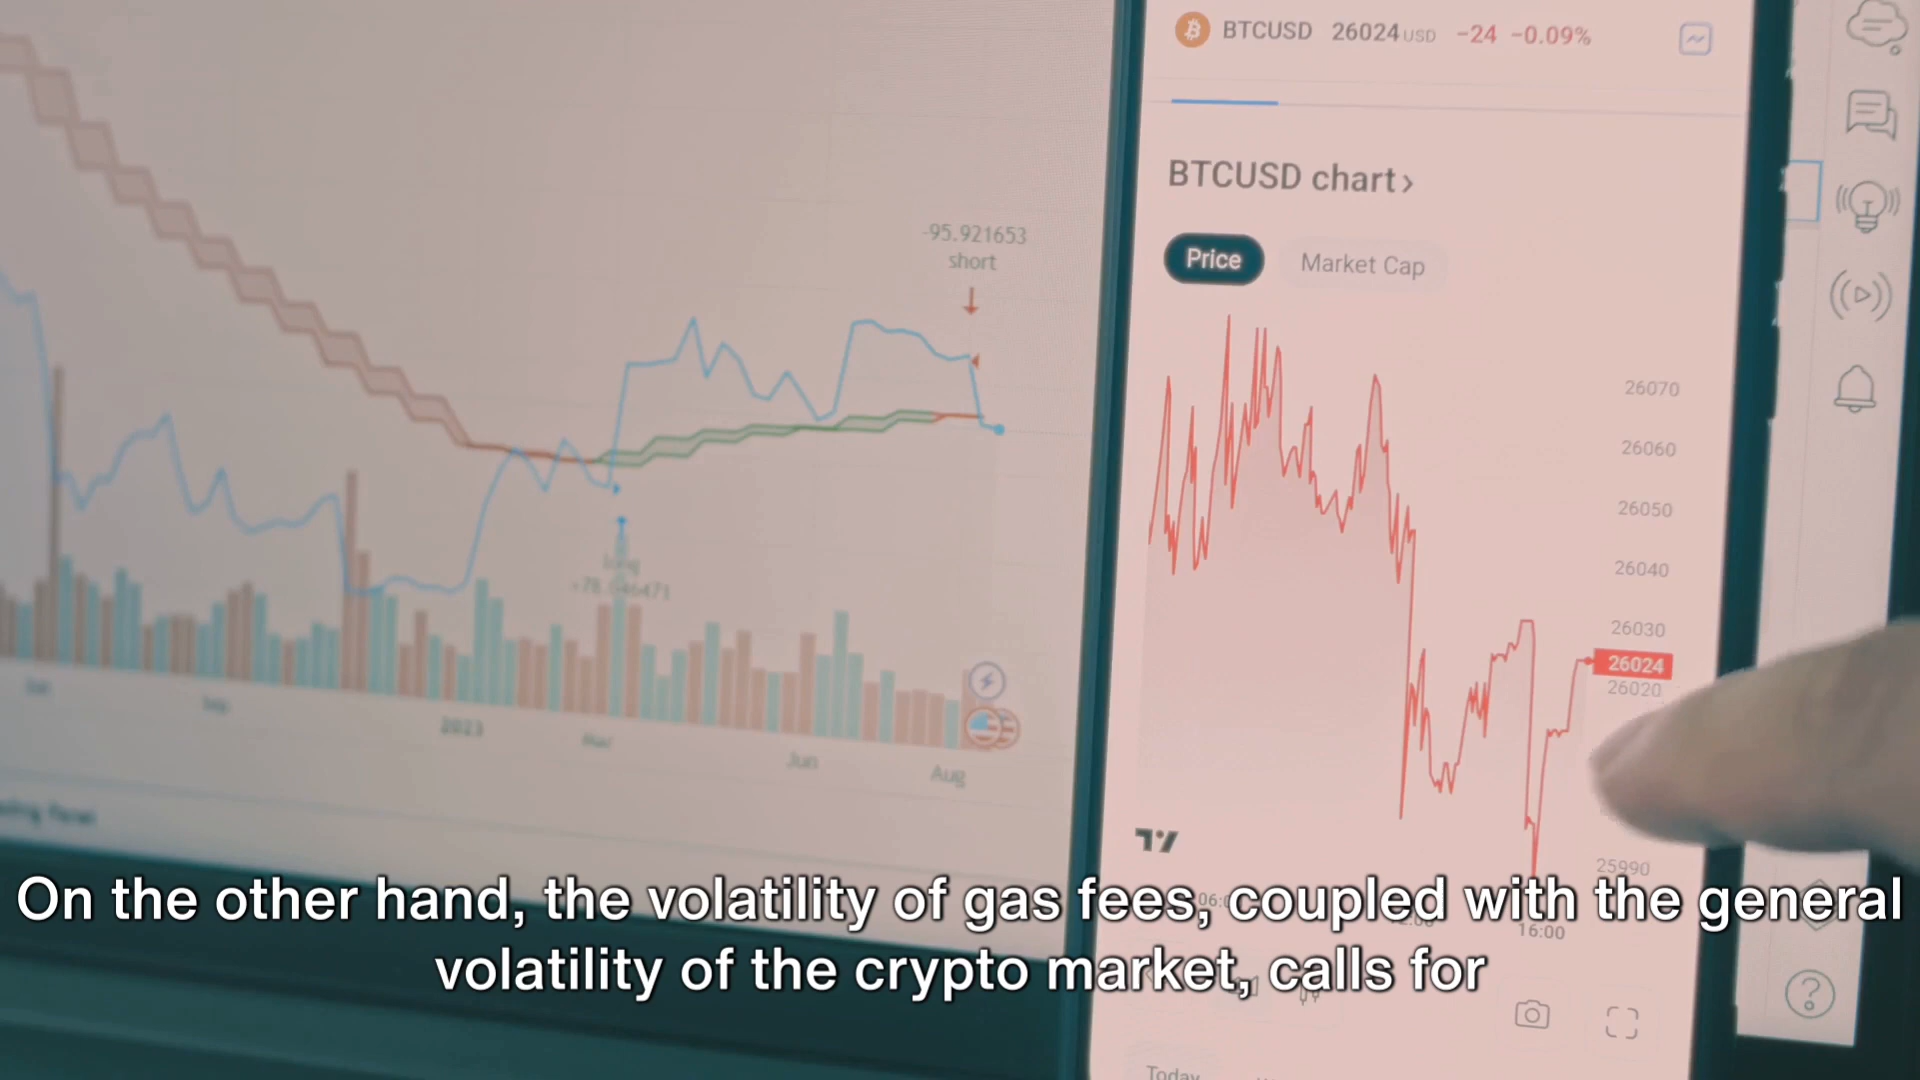 BTCUSD 26024 USD -24 -0.09%
BTCUSD chart›
Price Market Cap
-95.921653
short
26070
26060
26050
26040
26030
26024
26020
25990
long
2023
Mar
Jun
Aug
16:00
On the other hand, the volatility of gas fees, coupled with the general
volatility of the crypto market, calls for
Today